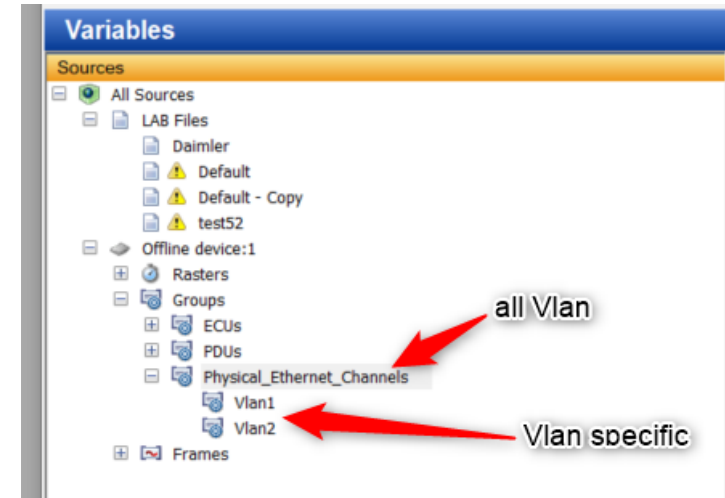 Variables
Sources
All Sources
LAB Files
Daimler
Default
Default - Copy
test52
Offline device:1
Rasters
Groups
all Vlan
ECUs
PDUs
Physical_Ethernet_Channels
Vlan1
Vlan2
Vlan specific
Frames